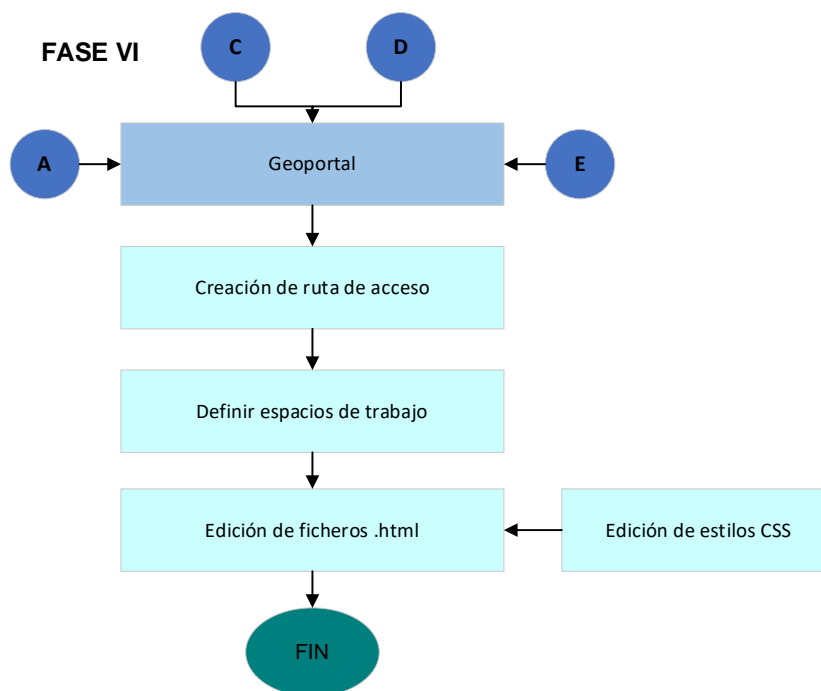 FASE VI
C
D
A
Geoportal
E
Creación de ruta de acceso
Definir espacios de trabajo
Edición de ficheros .html
Edición de estilos CSS
FIN